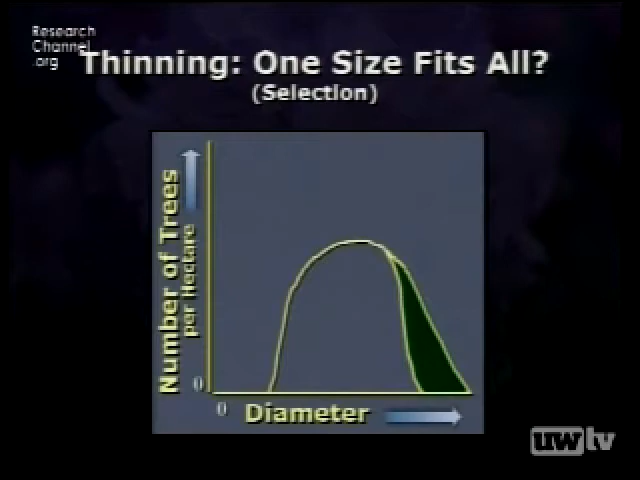 Research
Channel
.org
Thinning: One Size Fits All?
(Selection)
Number of Trees
per Hectare
0
0
Diameter
uwtv